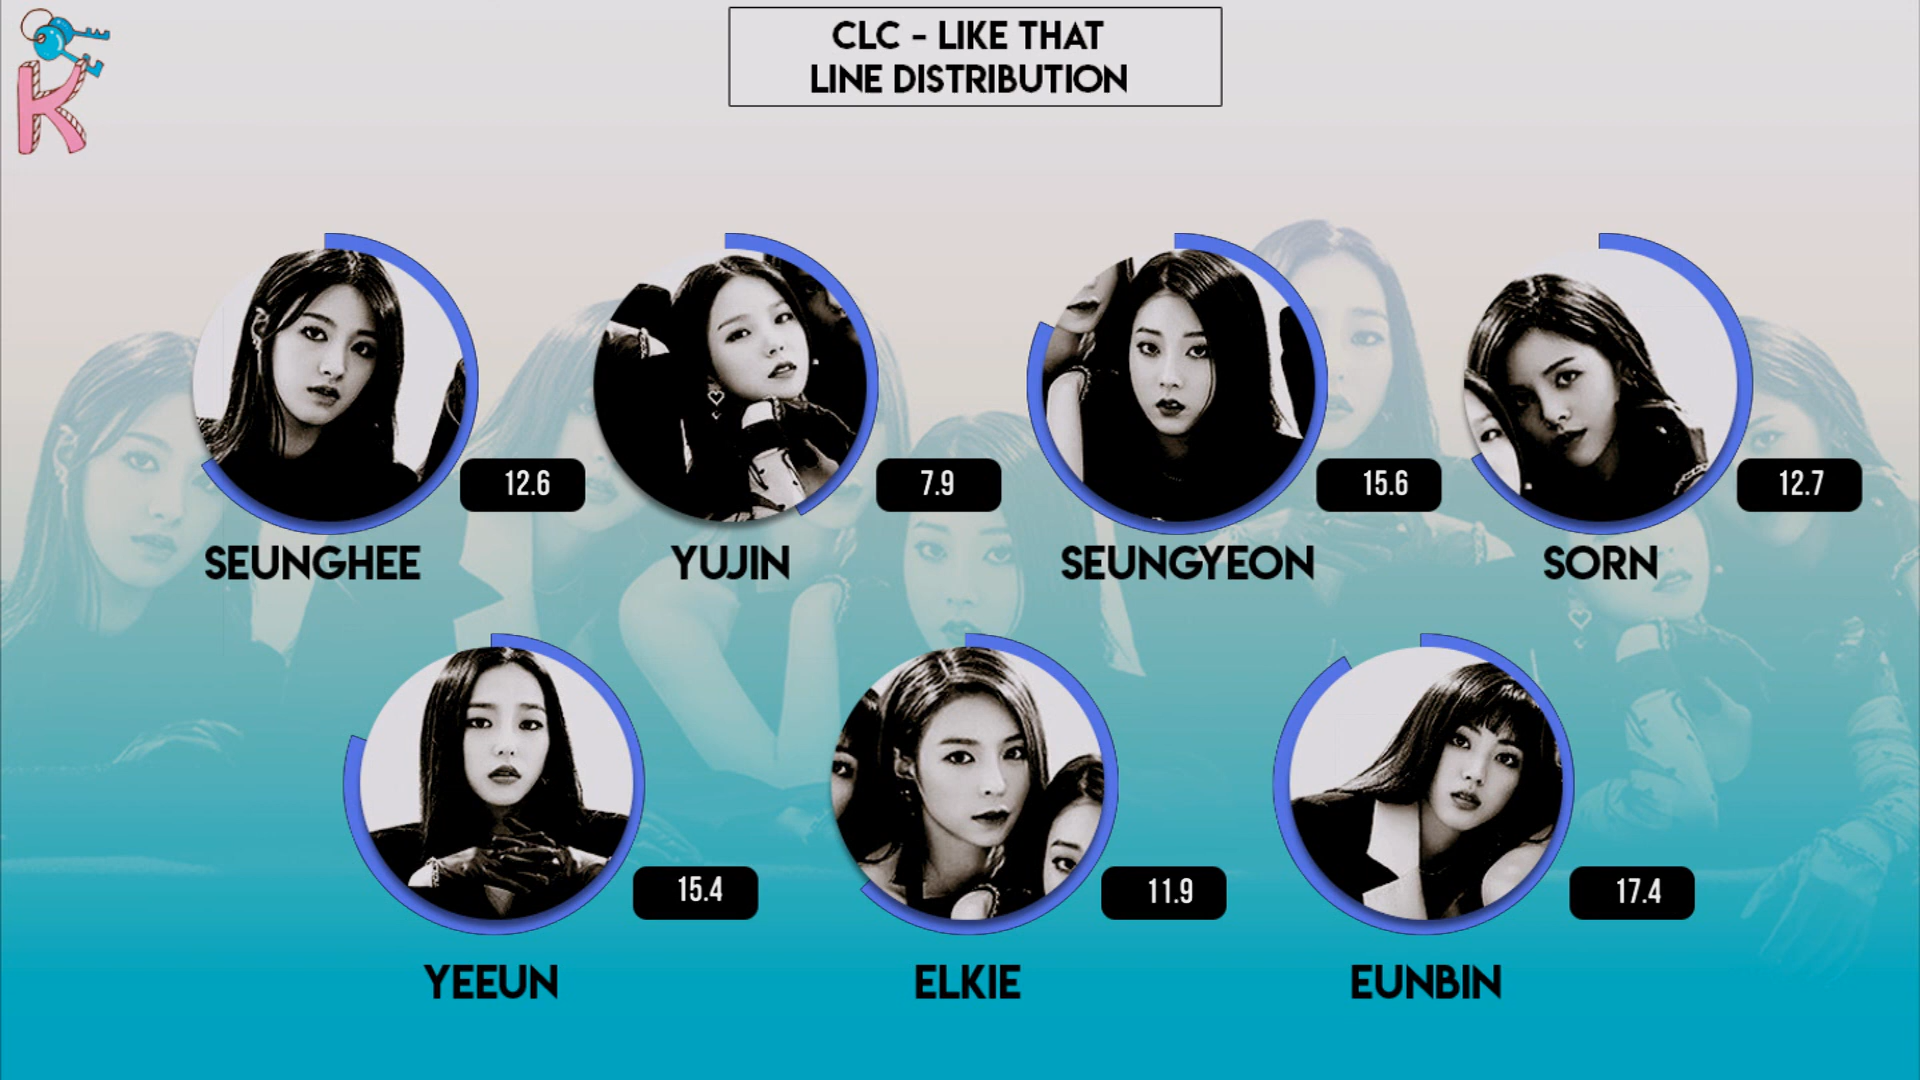 K
CLC - LIKE THAT
LINE DISTRIBUTION
12.6
7.9
15.6
12.7
SEUNGHEE
YUJIN
SEUNGYEON
SORN
15.4
11.9
17.4
YEEUN
ELKIE
EUNBIN